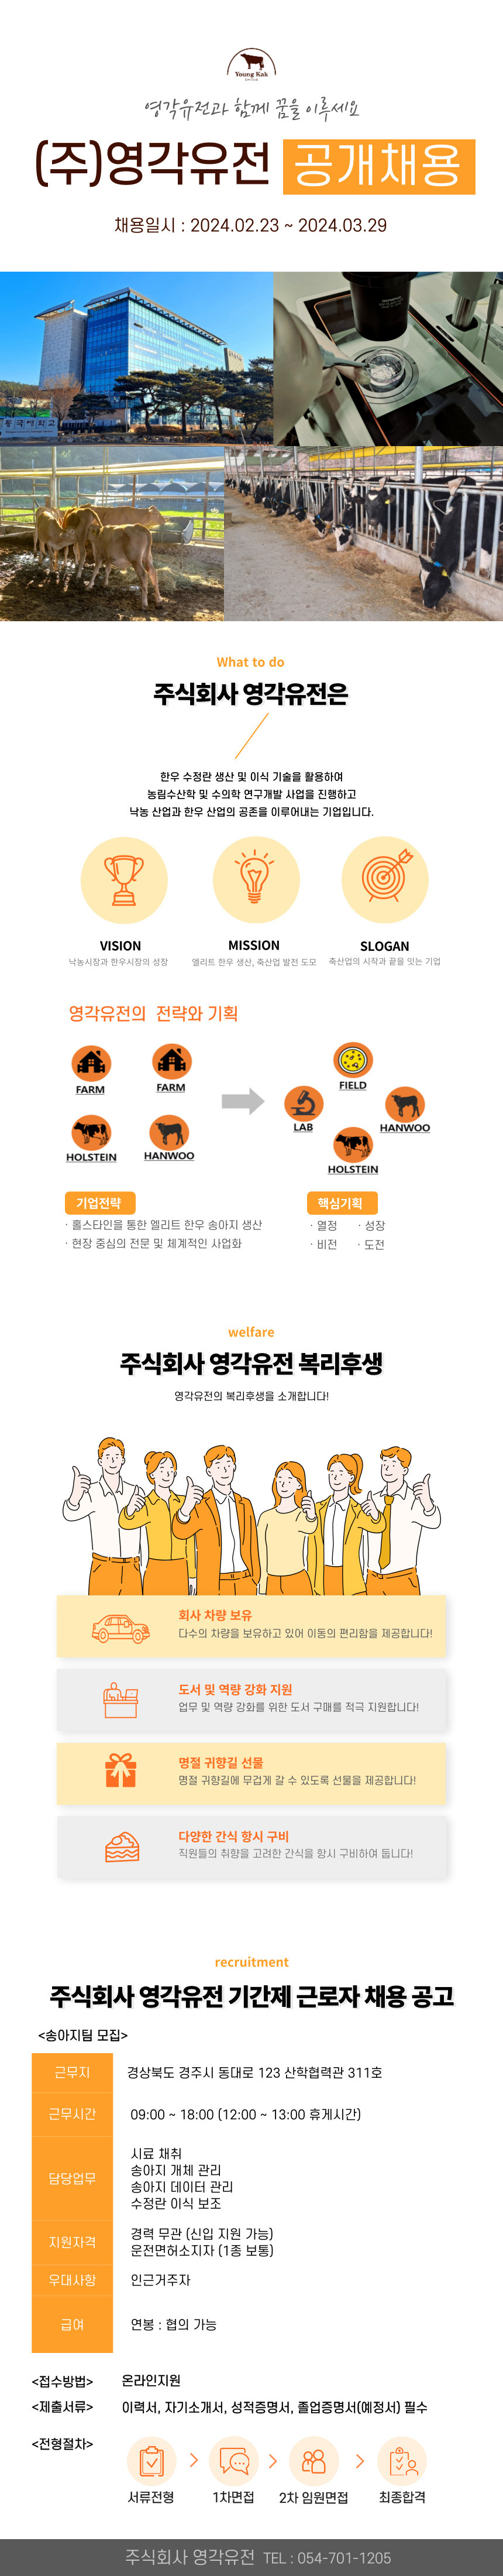 Young Kak
영각유전과 함께 꿈을 이루세요
(주)영각유전 공개채용
채용일시 : 2024.02.23 ~ 2024.03.29
동국대학교
What to do
주식회사 영각유전은
한우 수정란 생산 및 이식 기술을 활용하여
농림수산학 및 수의학 연구개발 사업을 진행하고
낙농 산업과 한우 산업의 공존을 이루어내는 기업입니다.
VISION
낙농시장과 한우시장의 성장
MISSION
엘리트 한우 생산, 축산업 발전 도모
SLOGAN
축산업의 시작과 끝을 잇는 기업
영각유전의 전략와 기획
FARM
FARM
HOLSTEIN
HANWOO
FIELD
LAB
HANWOO
HOLSTEIN
기업전략
· 홀스타인을 통한 엘리트 한우 송아지 생산
· 현장 중심의 전문 및 체계적인 사업화
핵심기획
· 열정 · 성장
· 비전 · 도전
welfare
주식회사 영각유전 복리후생
영각유전의 복리후생을 소개합니다!
회사 차량 보유
다수의 차량을 보유하고 있어 이동의 편리함을 제공합니다!
도서 및 역량 강화 지원
업무 및 역량 강화를 위한 도서 구매를 적극 지원합니다!
명절 귀향길 선물
명절 귀향길에 무겁게 갈 수 있도록 선물을 제공합니다!
다양한 간식 항시 구비
직원들의 취향을 고려한 간식을 항시 구비하여 둡니다!
recruitment
주식회사 영각유전 기간제 근로자 채용 공고
<송아지팀 모집>
근무지
경상북도 경주시 동대로 123 산학협력관 311호
근무시간
09:00 ~ 18:00 (12:00 ~ 13:00 휴게시간)
담당업무
시료 채취
송아지 개체 관리
송아지 데이터 관리
수정란 이식 보조
지원자격
경력 무관 (신입 지원 가능)
운전면허소지자 (1종 보통)
우대사항
인근거주자
급여
연봉 : 협의 가능
<접수방법> 온라인지원
<제출서류> 이력서, 자기소개서, 성적증명서, 졸업증명서(예정서) 필수
<전형절차>
서류전형
1차면접
2차 임원면접
최종합격
주식회사 영각유전 TEL : 054-701-1205